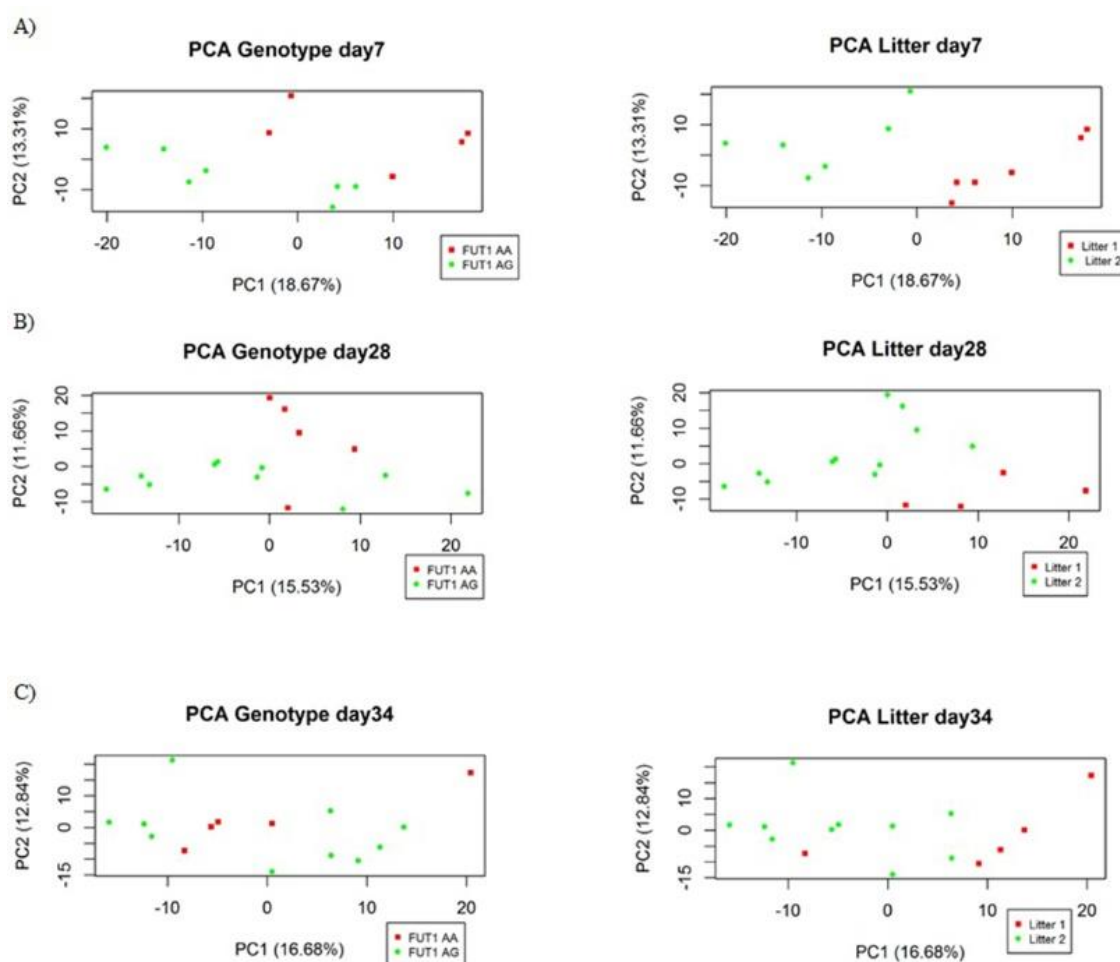 A)
PCA Genotype day7
PC2 (13.31%)
10
-10
-20
-10
0
10
PC1 (18.67%)
FUT1 AA
FUT1 AG
PCA Litter day7
PC2 (13.31%)
10
-10
-20
-10
0
10
PC1 (18.67%)
Litter 1
Litter 2
B)
PCA Genotype day28
PC2 (11.66%)
20
10
0
-10
-10
0
10
20
PC1 (15.53%)
FUT1 AA
FUT1 AG
PCA Litter day28
PC2 (11.66%)
20
10
0
-10
-10
0
10
20
PC1 (15.53%)
Litter 1
Litter 2
C)
PCA Genotype day34
PC2 (12.84%)
10
0
-15
-10
0
10
20
PC1 (16.68%)
FUT1 AA
FUT1 AG
PCA Litter day34
PC2 (12.84%)
10
0
-15
-10
0
10
20
PC1 (16.68%)
Litter 1
Litter 2